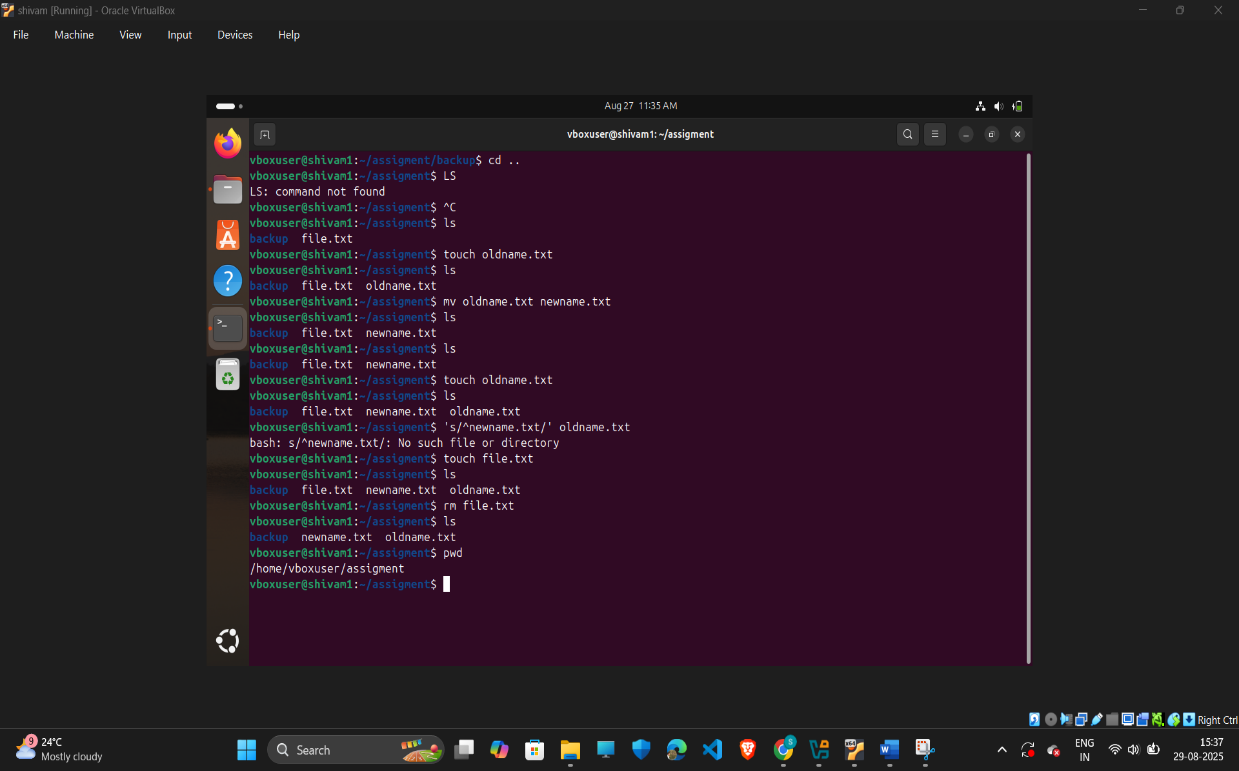 shivam [Running] - Oracle VirtualBox
File Machine View Input Devices Help
Aug 27 11:35 AM
vboxuser@shivam1: ~/assigment
vboxuser@shivam1:~/assigment/backup$ cd ..
vboxuser@shivam1:~/assigment$ LS
LS: command not found
vboxuser@shivam1:~/assigment$ ^C
vboxuser@shivam1:~/assigment$ ls
backup file.txt
vboxuser@shivam1:~/assigment$ touch oldname.txt
vboxuser@shivam1:~/assigment$ ls
backup file.txt oldname.txt
vboxuser@shivam1:~/assigment$ mv oldname.txt newname.txt
vboxuser@shivam1:~/assigment$ ls
backup file.txt newname.txt
vboxuser@shivam1:~/assigment$ ls
backup file.txt newname.txt
vboxuser@shivam1:~/assigment$ touch oldname.txt
vboxuser@shivam1:~/assigment$ ls
backup file.txt newname.txt oldname.txt
vboxuser@shivam1:~/assigment$ 's/^newname.txt/' oldname.txt
bash: s/^newname.txt/: No such file or directory
vboxuser@shivam1:~/assigment$ touch file.txt
vboxuser@shivam1:~/assigment$ ls
backup file.txt newname.txt oldname.txt
vboxuser@shivam1:~/assigment$ rm file.txt
vboxuser@shivam1:~/assigment$ ls
backup newname.txt oldname.txt
vboxuser@shivam1:~/assigment$ pwd
/home/vboxuser/assigment
vboxuser@shivam1:~/assigment$
Right Ctrl
9
24°C
Mostly cloudy
Search
5
ENG
IN
15:37
29-08-2025